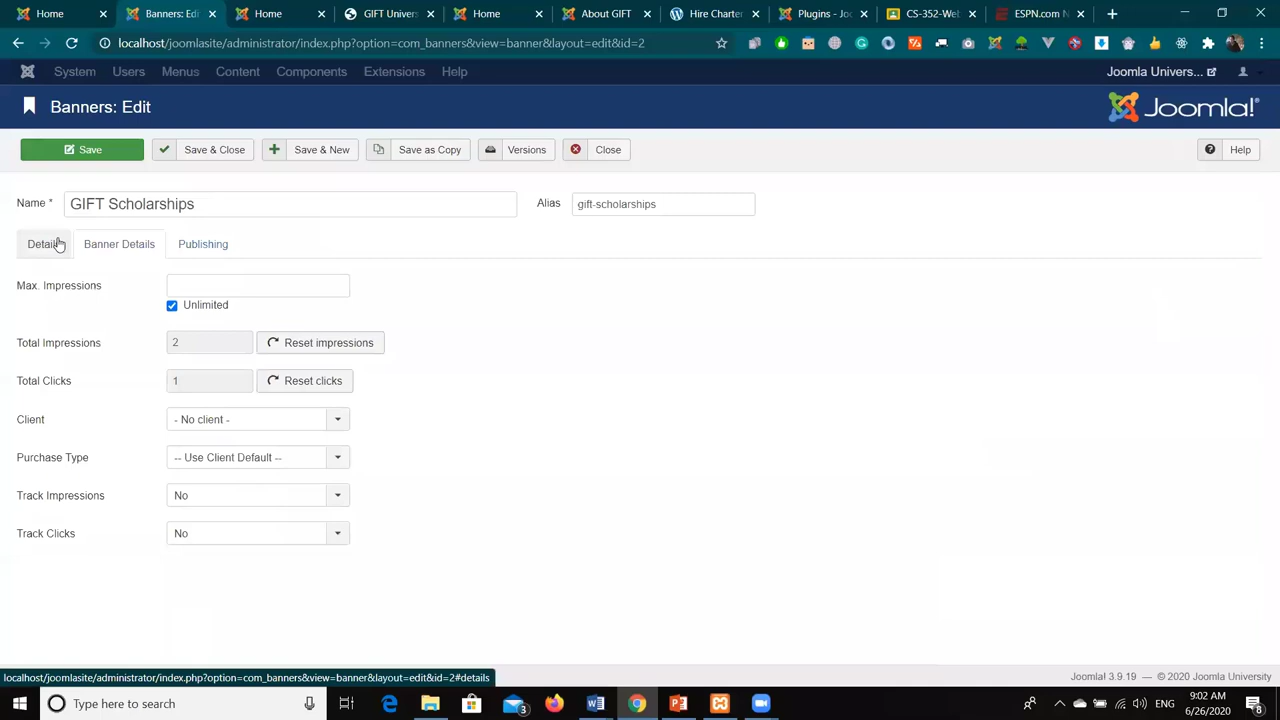 Home
Banners: Edit
Home
GIFT Univer
Home
About GIFT
Hire Charter
Plugins - Joo
CS-352-Web
ESPN.com N
localhost/joomlasite/administrator/index.php?option=com_banners&view=banner&layout=edit&id=2
System Users Menus Content Components Extensions Help Joomla Univers...
Banners: Edit Joomla!®
Save Save & Close Save & New Save as Copy Versions Close Help
Name * GIFT Scholarships Alias gift-scholarships
Details Banner Details Publishing
Max. Impressions
Unlimited
Total Impressions 2 Reset impressions
Total Clicks 1 Reset clicks
Client - No client -
Purchase Type -- Use Client Default --
Track Impressions No
Track Clicks No
localhost/joomlasite/administrator/index.php?option=com_banners&view=banner&layout=edit&id=2#details
Joomla! 3.9.19 — © 2020 Joomla University
Type here to search 3 ENG 9:02 AM
6/26/2020 8